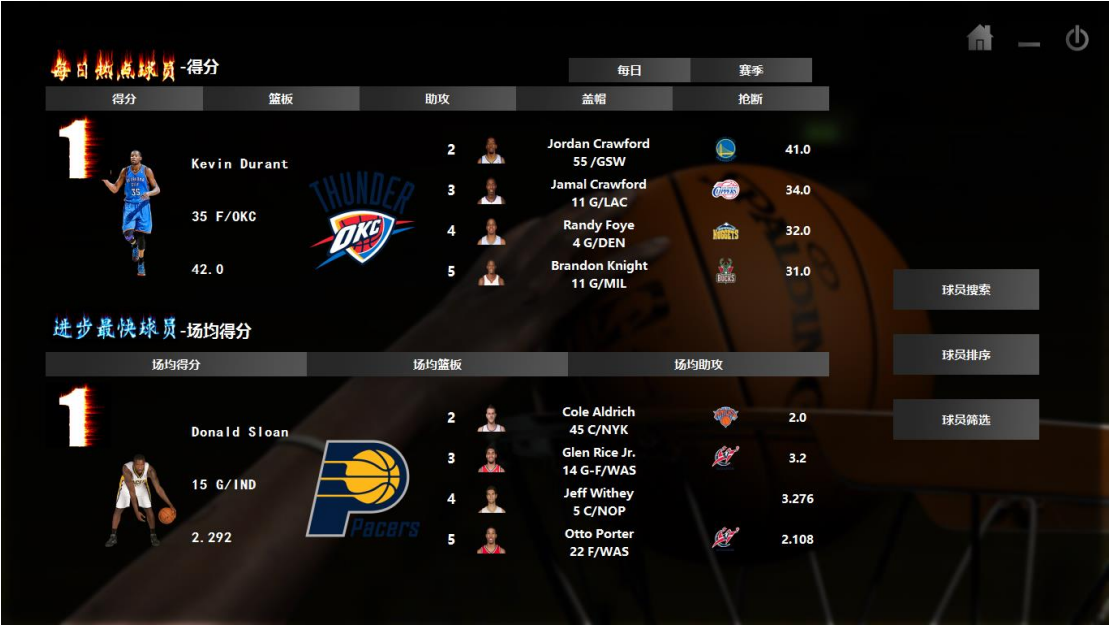 每日热点球员-得分
每日 赛季
得分 篮板 助攻 盖帽 抢断
1
Kevin Durant
35 F/OKC
42.0
THUNDER
OKC
2 Jordan Crawford 41.0
55 /GSW
3 Jamal Crawford CLIPPERS 34.0
11 G/LAC
4 Randy Foye NUGGETS 32.0
4 G/DEN
5 Brandon Knight BUCKS 31.0
11 G/MIL
SPALDING
球员搜索
球员排序
球员筛选
进步最快球员-场均得分
场均得分 场均篮板 场均助攻
1
Donald Sloan
15 G/IND
2.292
Pacers
2 Cole Aldrich 2.0
45 C/NYK
3 Glen Rice Jr. 3.2
14 G-F/WAS
4 Jeff Withey 3.276
5 C/NOP
5 Otto Porter 2.108
22 F/WAS